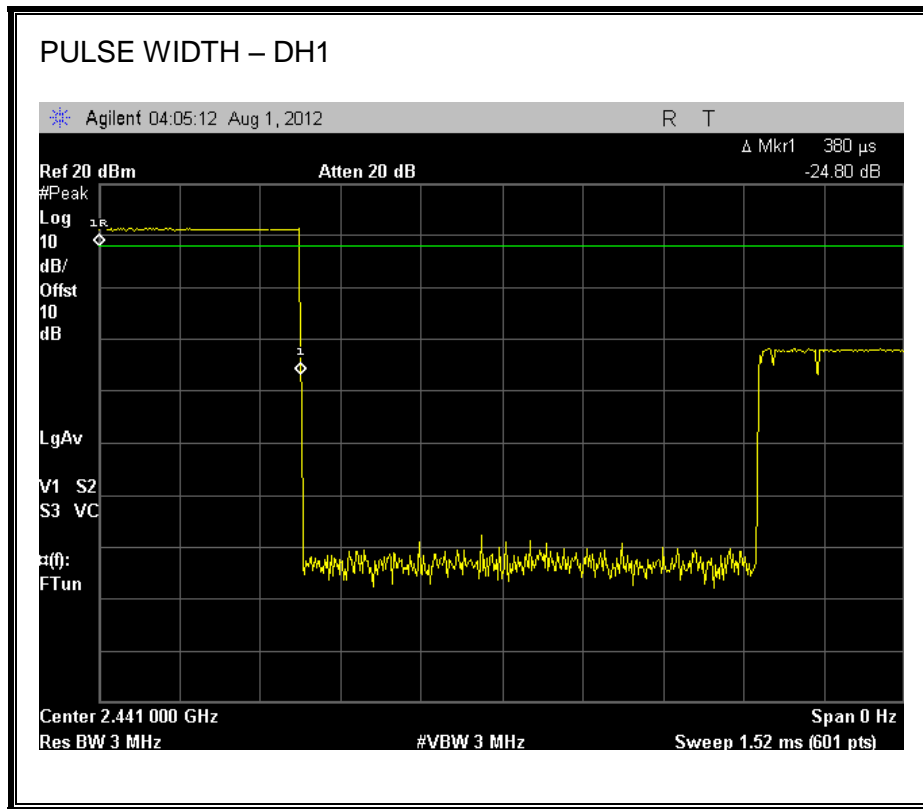 PULSE WIDTH – DH1
Agilent 04:05:12 Aug 1, 2012 R T
Δ Mkr1 380 μs
Ref 20 dBm Atten 20 dB -24.80 dB
#Peak
Log
10
dB/
Offst
10
dB
1R
1
LgAv
V1 S2
S3 VC
¤(f):
FTun
Center 2.441 000 GHz Span 0 Hz
Res BW 3 MHz #VBW 3 MHz Sweep 1.52 ms (601 pts)